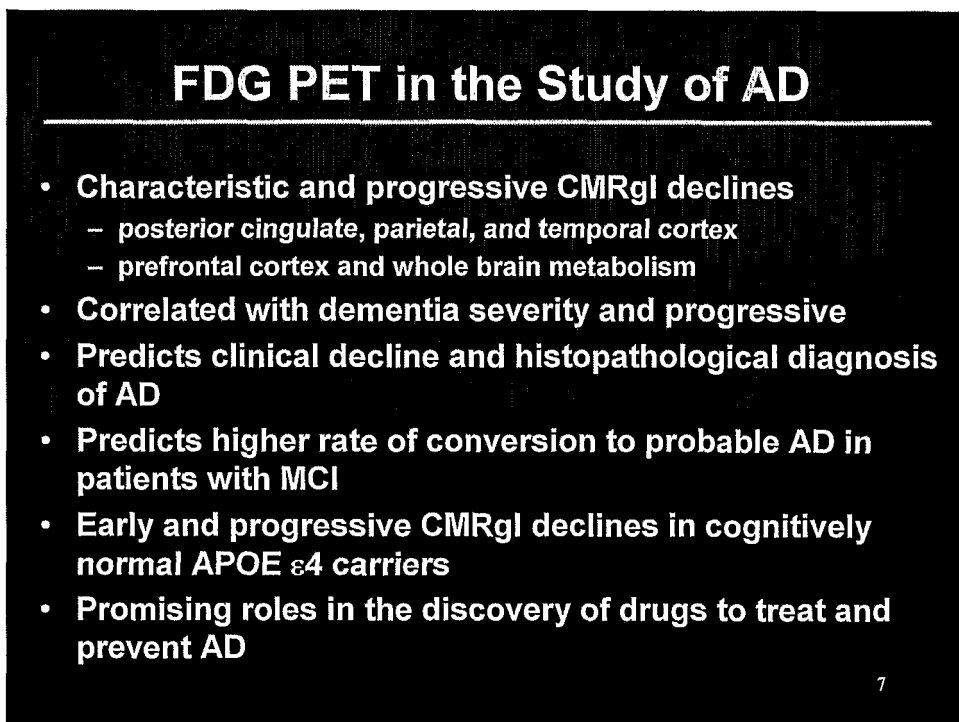 FDG PET in the Study of AD
• Characteristic and progressive CMRgl declines
– posterior cingulate, parietal, and temporal cortex
– prefrontal cortex and whole brain metabolism
• Correlated with dementia severity and progressive
• Predicts clinical decline and histopathological diagnosis
of AD
• Predicts higher rate of conversion to probable AD in
patients with MCI
• Early and progressive CMRgl declines in cognitively
normal APOE ε4 carriers
• Promising roles in the discovery of drugs to treat and
prevent AD
7